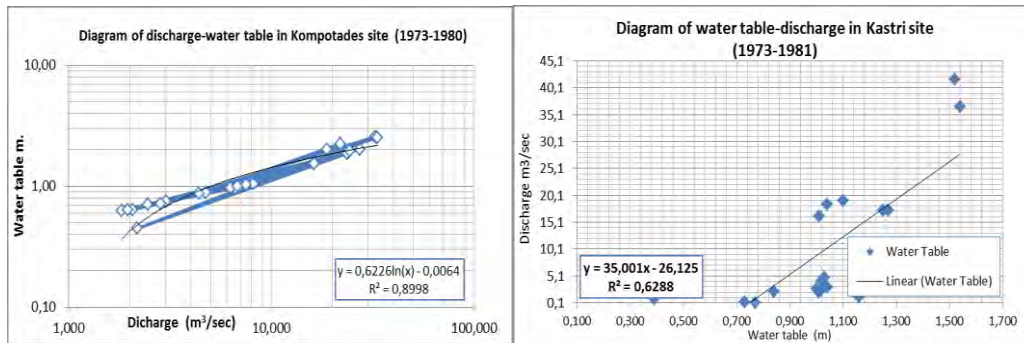 Diagram of discharge-water table in Kompotades site (1973-1980)
10,00
Water table m.
1,00
y = 0,6226ln(x) - 0,0064
R² = 0,8998
0,10
1,000
10,000
100,000
Dicharge (m³/sec)
Diagram of water table-discharge in Kastri site
(1973-1981)
45,1
40,1
35,1
30,1
25,1
20,1
15,1
10,1
5,1
0,1
Discharge m3/sec
Water Table
Linear (Water Table)
y = 35,001x - 26,125
R² = 0,6288
0,100
0,300
0,500
0,700
0,900
1,100
1,300
1,500
1,700
Water table (m)